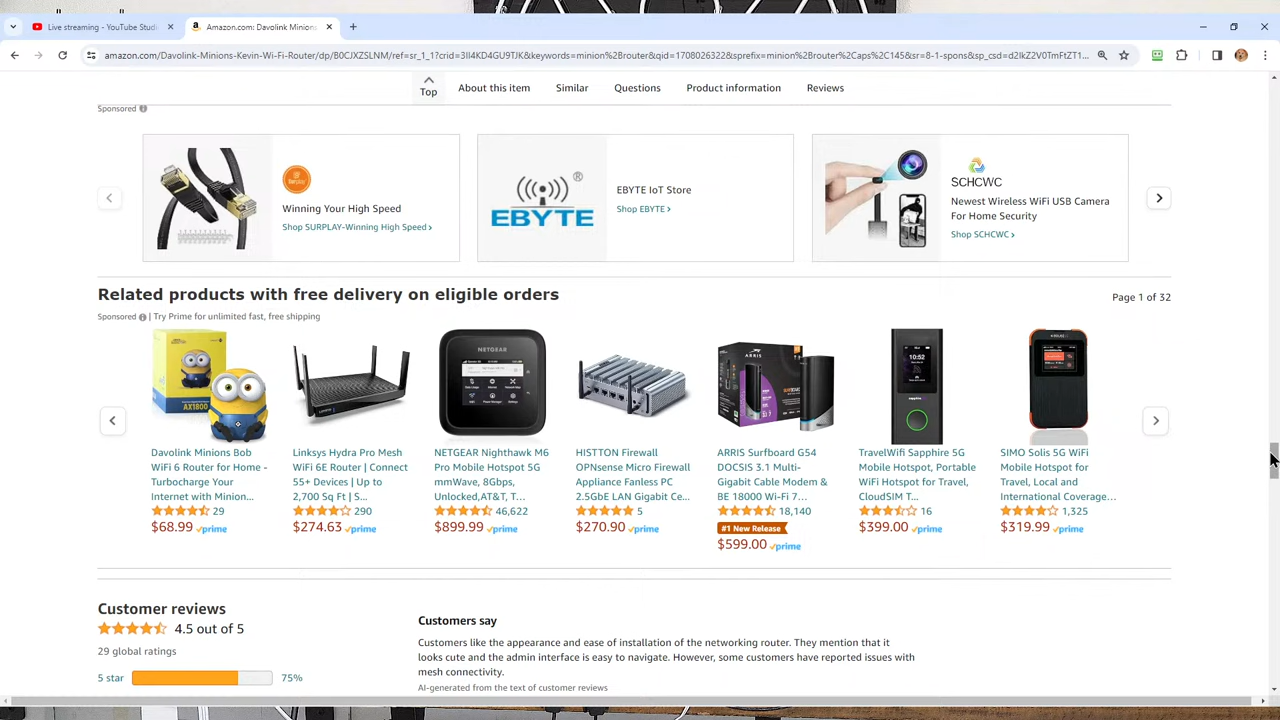 Live streaming - YouTube Studi
Amazon.com: Davolink Minions
amazon.com/Davolink-Minions-Kevin-Wi-Fi-Router/dp/B0CJXZSLNM/ref=sr_1_1?crid=3II4KD4GU9TJK&keywords=minion%2Brouter&qid=1708026322&sprefix=minion%2Brouter%2Caps%2C145&sr=8-1-spons&sp_csd=d2lkZ2V0TmFtZT1...
Top
About this item
Similar
Questions
Product information
Reviews
Sponsored
Winning Your High Speed
Shop SURPLAY-Winning High Speed ›
EBYTE ®
EBYTE IoT Store
Shop EBYTE ›
SCHCWC
Newest Wireless WiFi USB Camera
For Home Security
Shop SCHCWC ›
Related products with free delivery on eligible orders
Page 1 of 32
Sponsored | Try Prime for unlimited fast, free shipping
AX1800
NETGEAR
ARRIS
10:52
Davolink Minions Bob
WiFi 6 Router for Home -
Turbocharge Your
Internet with Minion...
29
$68.99 prime
Linksys Hydra Pro Mesh
WiFi 6E Router | Connect
55+ Devices | Up to
2,700 Sq Ft | S...
290
$274.63 prime
NETGEAR Nighthawk M6
Pro Mobile Hotspot 5G
mmWave, 8Gbps,
Unlocked,AT&T, T...
46,622
$899.99 prime
HISTTON Firewall
OPNsense Micro Firewall
Appliance Fanless PC
2.5GbE LAN Gigabit Ce...
5
$270.90 prime
ARRIS Surfboard G54
DOCSIS 3.1 Multi-
Gigabit Cable Modem &
BE 18000 Wi-Fi 7...
18,140
#1 New Release
$599.00 prime
TravelWifi Sapphire 5G
Mobile Hotspot, Portable
WiFi Hotspot for Travel,
CloudSIM T...
16
$399.00 prime
SIMO Solis 5G WiFi
Mobile Hotspot for
Travel, Local and
International Coverage...
1,325
$319.99 prime
Customer reviews
4.5 out of 5
29 global ratings
5 star
75%
Customers say
Customers like the appearance and ease of installation of the networking router. They mention that it
looks cute and the admin interface is easy to navigate. However, some customers have reported issues with
mesh connectivity.
AI-generated from the text of customer reviews